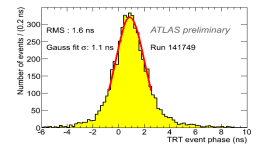 Number of events / (0.2 ns)
300
250
200
150
100
50
0
RMS : 1.6 ns
ATLAS preliminary
Gauss fit σ: 1.1 ns
Run 141749
-6 -4 -2 0 2 4 6 8 10
TRT event phase (ns)